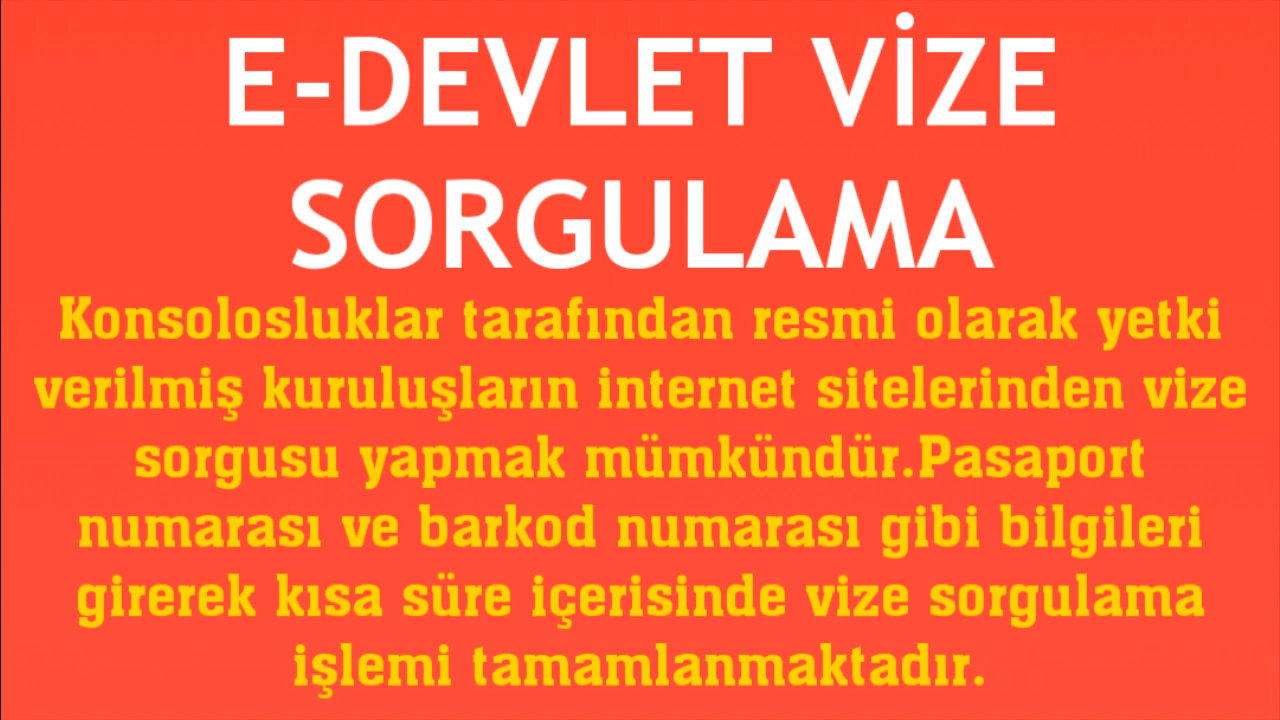 E-DEVLET VİZE
SORGULAMA
Konsolosluklar tarafından resmi olarak yetki
verilmiş kuruluşların internet sitelerinden vize
sorgusu yapmak mümkündür.Pasaport
numarası ve barkod numarası gibi bilgileri
girerek kısa süre içerisinde vize sorgulama
işlemi tamamlanmaktadır.